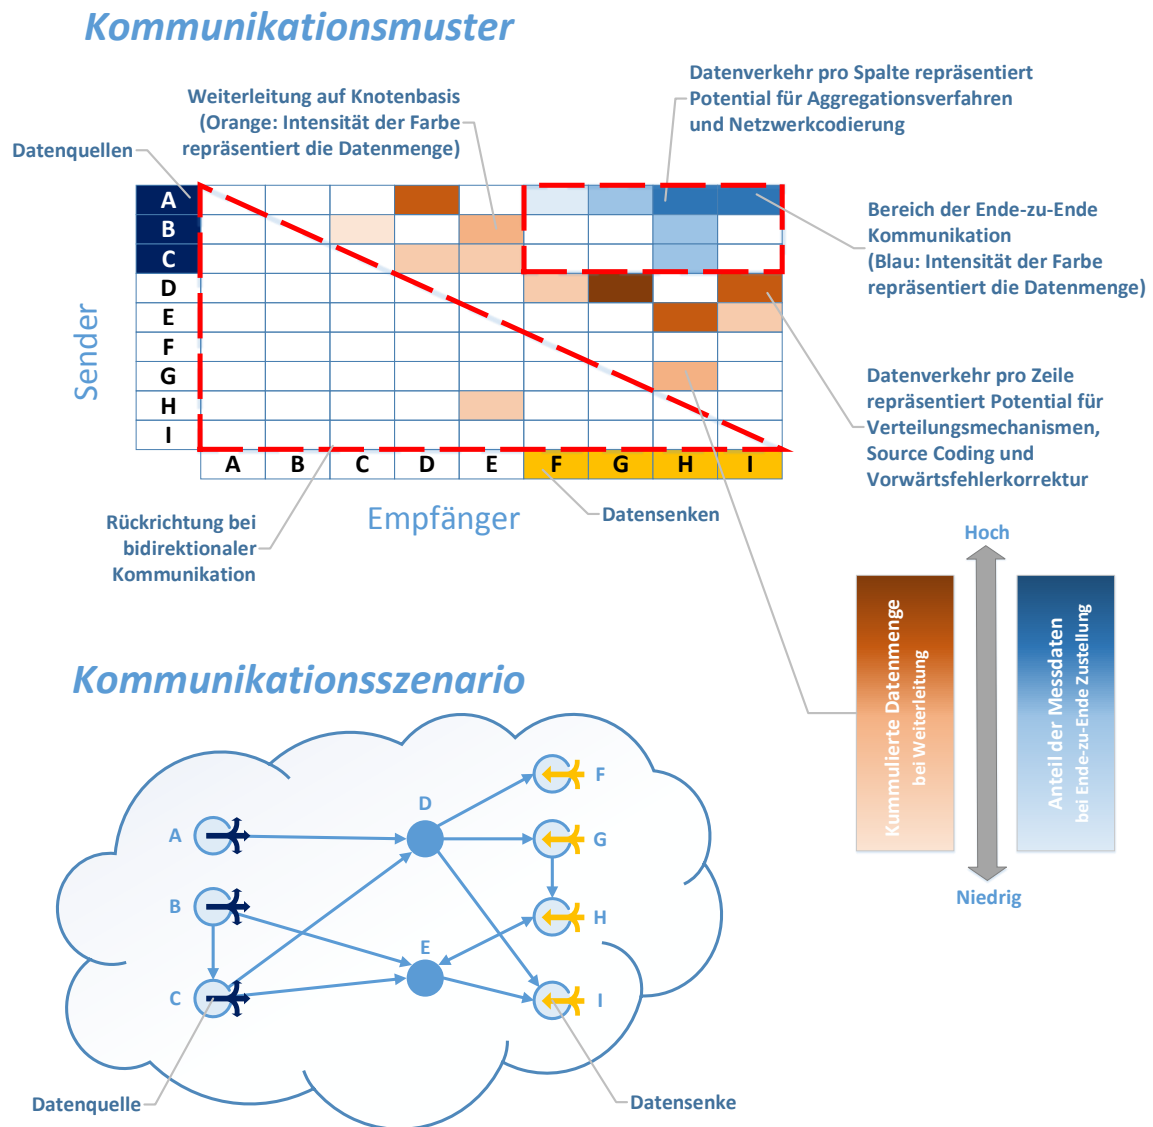 Kommunikationsmuster
Datenverkehr pro Spalte repräsentiert
Potential für Aggregationsverfahren
und Netzwerkcodierung
Weiterleitung auf Knotenbasis
(Orange: Intensität der Farbe
repräsentiert die Datenmenge)
Datenquellen
A
B
C
D
E
F
G
H
I
Sender
A B C D E F G H I
Empfänger
Bereich der Ende-zu-Ende
Kommunikation
(Blau: Intensität der Farbe
repräsentiert die Datenmenge)
Datenverkehr pro Zeile
repräsentiert Potential für
Verteilungsmechanismen,
Source Coding und
Vorwärtsfehlerkorrektur
Rückrichtung bei
bidirektionaler
Kommunikation
Datensenken
Hoch
Kummulierte Datenmenge
bei Weiterleitung
Anteil der Messdaten
bei Ende-zu-Ende Zustellung
Niedrig
Kommunikationsszenario
A
B
C
D
E
F
G
H
I
Datenquelle
Datensenke